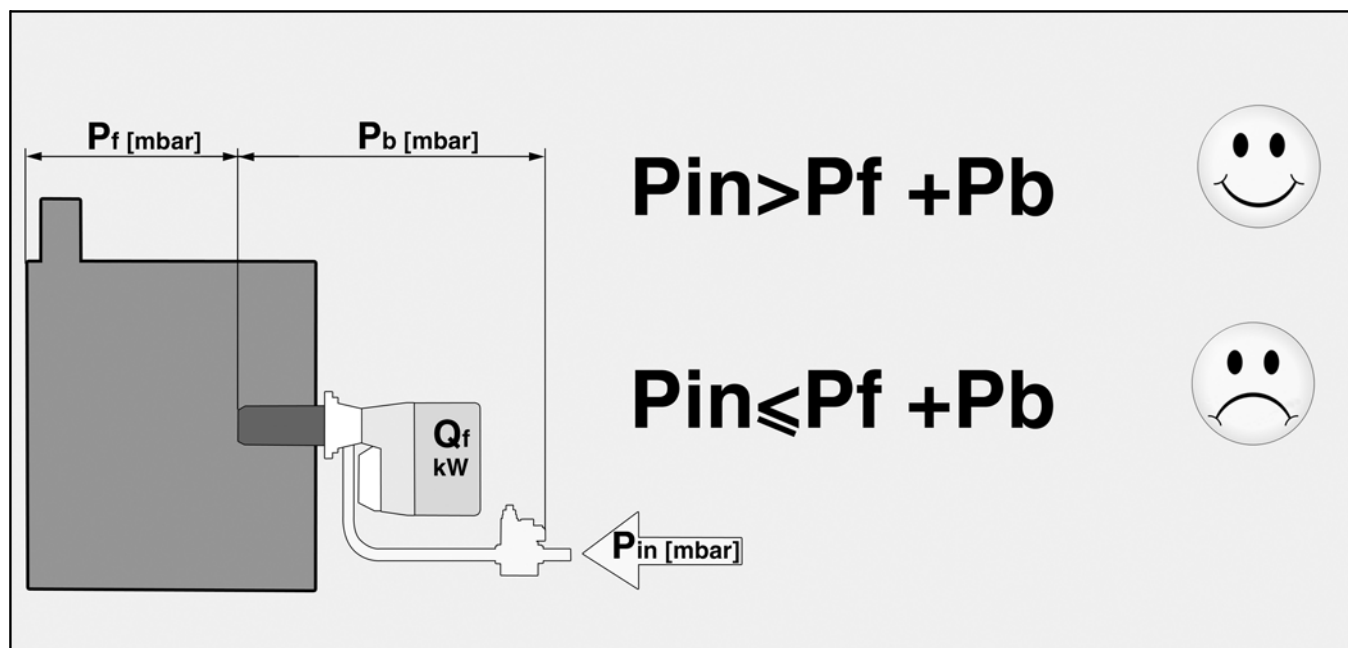 Pf [mbar]
Pb [mbar]
Pin>Pf +Pb
Pin⩽Pf +Pb
Qf
kW
Pin [mbar]